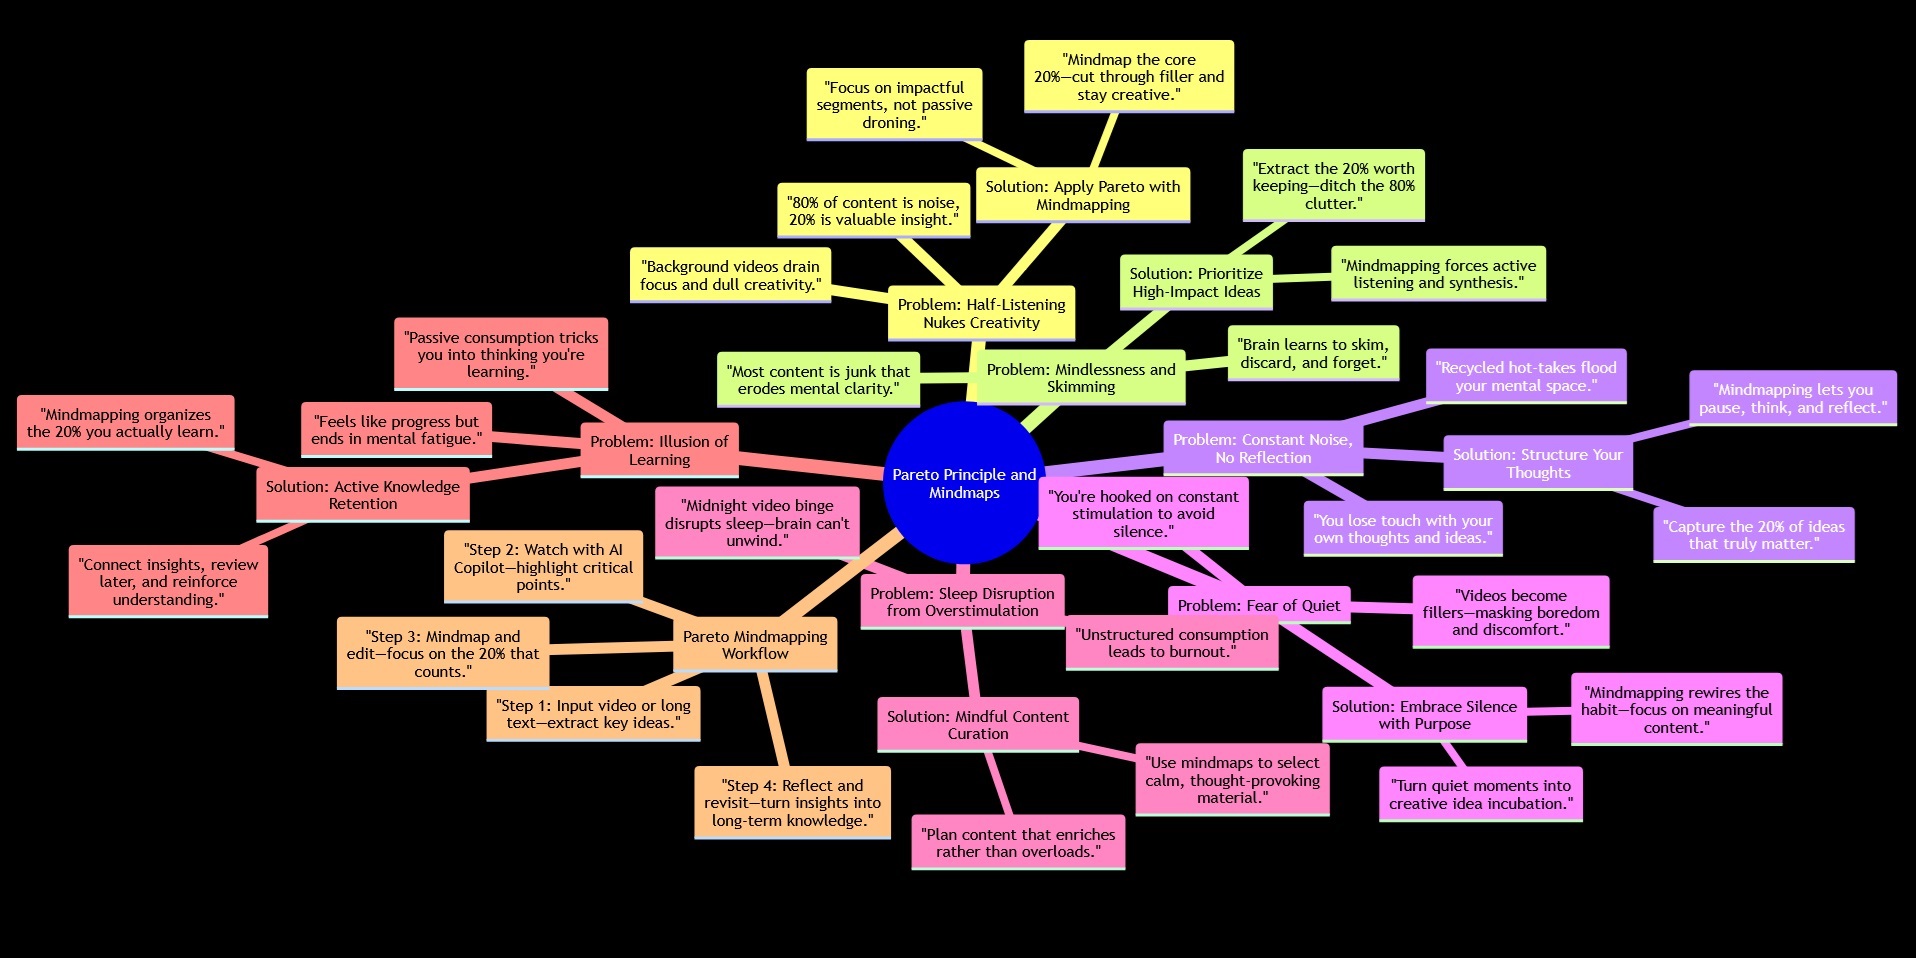 Pareto Principle and
Mindmaps
Problem: Half-Listening
Nukes Creativity
"Background videos drain
focus and dull creativity."
"80% of content is noise,
20% is valuable insight."
Solution: Apply Pareto with
Mindmapping
"Focus on impactful
segments, not passive
droning."
"Mindmap the core
20%—cut through filler and
stay creative."
Problem: Mindlessness and
Skimming
"Most content is junk that
erodes mental clarity."
"Brain learns to skim,
discard, and forget."
Solution: Prioritize
High-Impact Ideas
"Extract the 20% worth
keeping—ditch the 80%
clutter."
"Mindmapping forces active
listening and synthesis."
Problem: Constant Noise,
No Reflection
"Recycled hot-takes flood
your mental space."
"You lose touch with your
own thoughts and ideas."
Solution: Structure Your
Thoughts
"Mindmapping lets you
pause, think, and reflect."
"Capture the 20% of ideas
that truly matter."
Problem: Fear of Quiet
"You're hooked on constant
stimulation to avoid
silence."
"Videos become
fillers—masking boredom
and discomfort."
Solution: Embrace Silence
with Purpose
"Mindmapping rewires the
habit—focus on meaningful
content."
"Turn quiet moments into
creative idea incubation."
Problem: Sleep Disruption
from Overstimulation
"Midnight video binge
disrupts sleep—brain can't
unwind."
"Unstructured consumption
leads to burnout."
Solution: Mindful Content
Curation
"Use mindmaps to select
calm, thought-provoking
material."
"Plan content that enriches
rather than overloads."
Pareto Mindmapping
Workflow
"Step 1: Input video or long
text—extract key ideas."
"Step 2: Watch with AI
Copilot—highlight critical
points."
"Step 3: Mindmap and
edit—focus on the 20% that
counts."
"Step 4: Reflect and
revisit—turn insights into
long-term knowledge."
Problem: Illusion of
Learning
"Passive consumption tricks
you into thinking you're
learning."
"Feels like progress but
ends in mental fatigue."
Solution: Active Knowledge
Retention
"Mindmapping organizes
the 20% you actually learn."
"Connect insights, review
later, and reinforce
understanding."